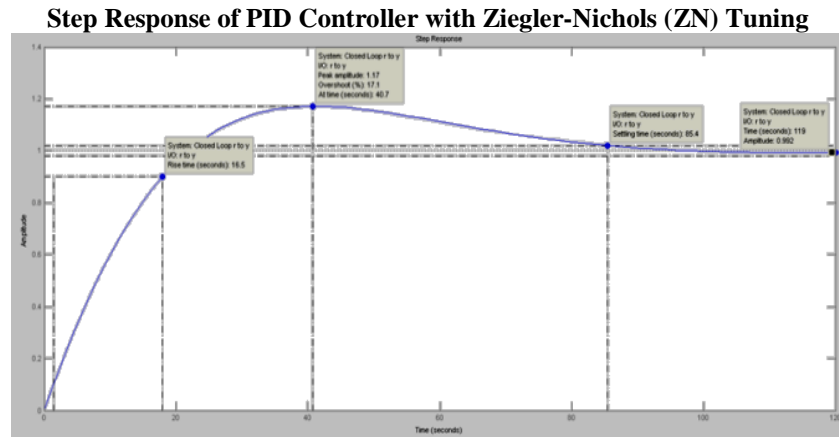 Step Response of PID Controller with Ziegler-Nichols (ZN) Tuning
Step Response
1.4
1.2
1
0.8
0.6
0.4
0.2
0
Amplitude
System: Closed Loop r to y
I/O: r to y
Peak amplitude: 1.17
Overshoot (%): 17.1
At time (seconds): 40.7
System: Closed Loop r to y
I/O: r to y
Rise time (seconds): 16.5
System: Closed Loop r to y
I/O: r to y
Settling time (seconds): 85.4
System: Closed Loop r to y
I/O: r to y
Time (seconds): 119
Amplitude: 0.992
0 20 40 60 80 100 120
Time (seconds)